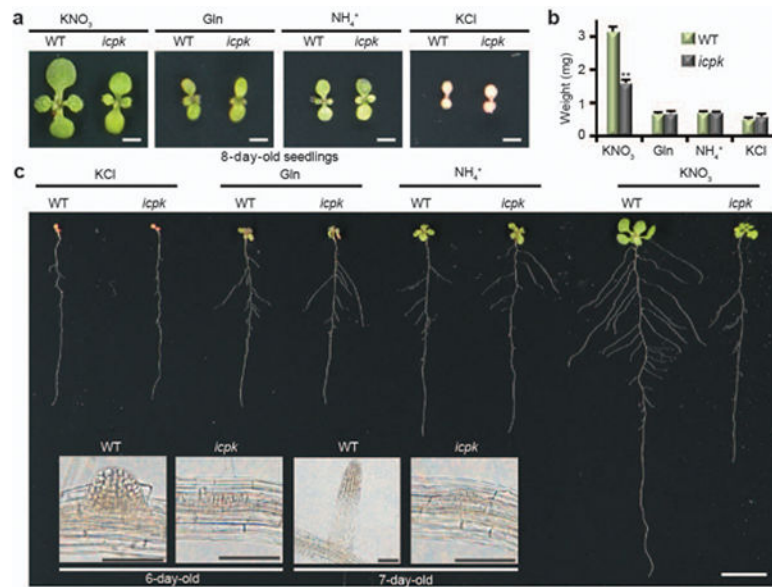 a KNO₃ Gln NH₄⁺ KCl
WT icpk WT icpk WT icpk WT icpk
8-day-old seedlings
b
Weight (mg)
3
2
1
0
WT
icpk
**
KNO₃ Gln NH₄⁺ KCl
c KCl Gln NH₄⁺ KNO₃
WT icpk WT icpk WT icpk WT icpk
WT icpk WT icpk
6-day-old 7-day-old